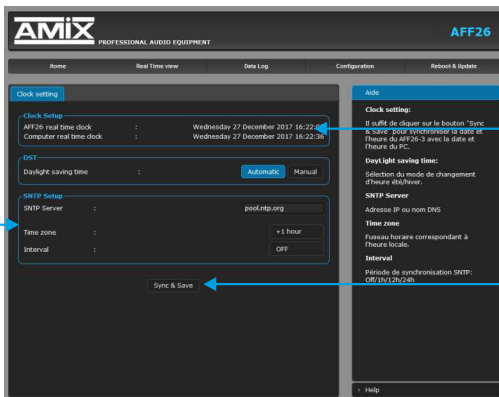 AMIX
PROFESSIONAL AUDIO EQUIPMENT
AFF26
Home Real Time view Data Log Configuration Reboot & Update
Clock setting
Clock Setup
AFF26 real time clock : Wednesday 27 December 2017
Computer real time clock : Wednesday 27 December 2017 16:22:36
DST
Daylight saving time : Automatic Manual
SNTP Setup
SNTP Server : pool.ntp.org
Time zone : +1 hour
Interval : OFF
Sync & Save
Aide
Clock setting:
Il suffit de cliquer sur le bouton "Sync
& Save" pour synchroniser la date et
l'heure du AFF26-3 avec la date et
l'heure du PC.
DayLight saving time:
Sélection du mode de changement
d'heure été/hiver.
SNTP Server
Adresse IP ou nom DNS
Time zone
Fuseau horaire correspondant à
l'heure locale.
Interval
Période de synchronisation SNTP:
Off/1h/12h/24h
› Help